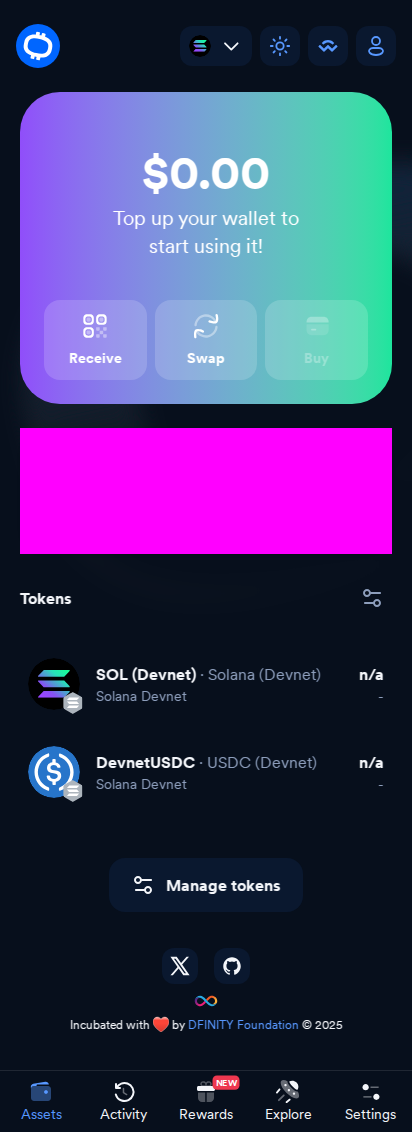 $0.00
Top up your wallet to
start using it!
Receive
Swap
Buy
Tokens
SOL (Devnet) · Solana (Devnet)
n/a
Solana Devnet
-
DevnetUSDC · USDC (Devnet)
n/a
Solana Devnet
-
Manage tokens
Incubated with ❤️ by DFINITY Foundation © 2025
NEW
Assets
Activity
Rewards
Explore
Settings